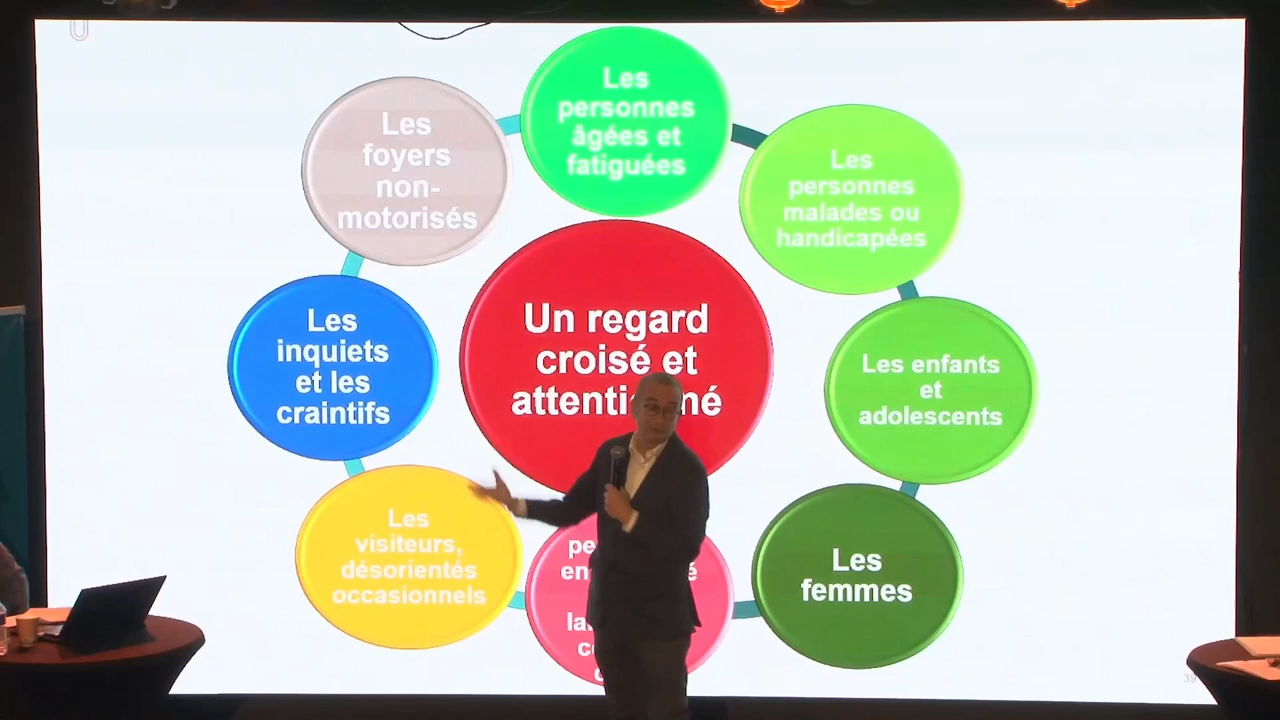 Les
personnes
âgées et
fatiguées
Les
personnes
malades ou
handicapées
Les enfants
et
adolescents
Les
femmes
Les
visiteurs,
désorientés
occasionnels
Les
inquiets
et les
craintifs
Les
foyers
non-
motorisés
Un regard
croisé et
39